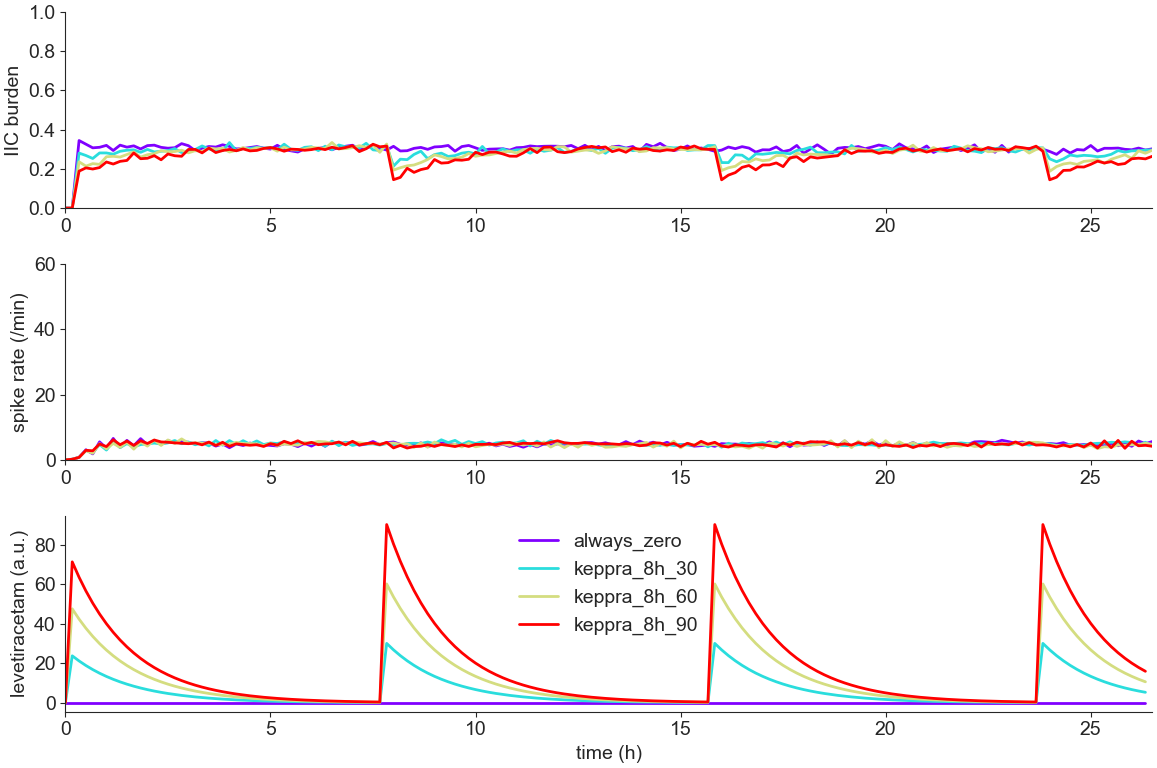 IIC burden
1.0
0.8
0.6
0.4
0.2
0.0
0 5 10 15 20 25
spike rate (/min)
60
40
20
0
0 5 10 15 20 25
levetiracetam (a.u.)
80
60
40
20
0
always_zero
keppra_8h_30
keppra_8h_60
keppra_8h_90
0 5 10 15 20 25
time (h)